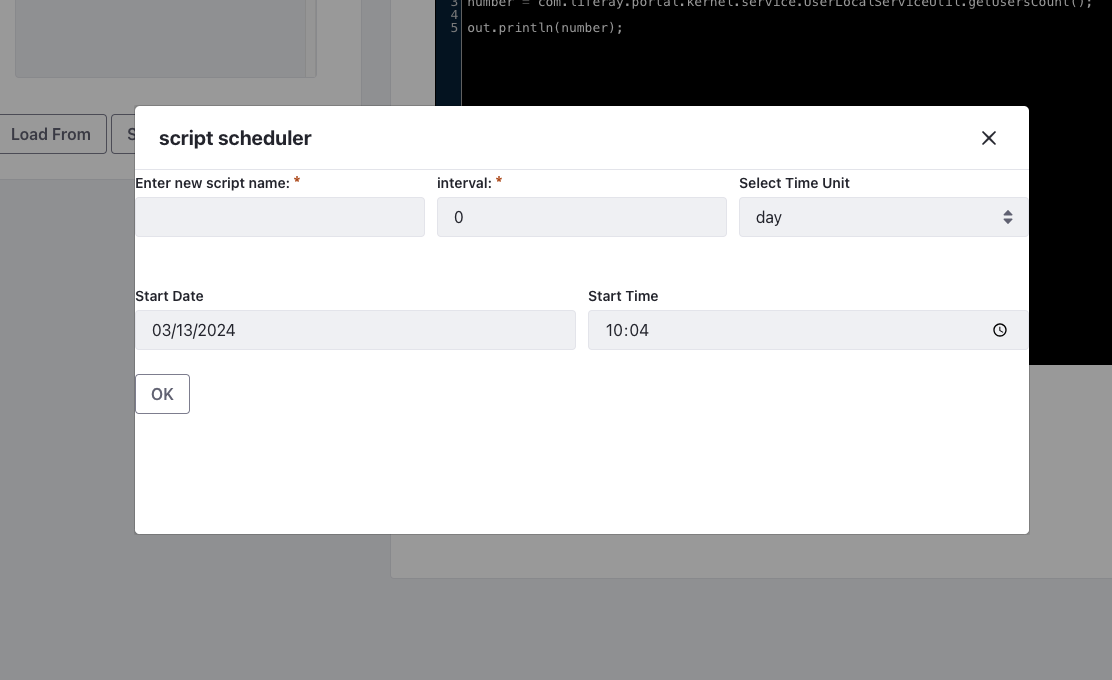 3 number = com.liferay.portal.kernel.service.UserLocalServiceUtil.getUsersCount();
4
5 out.println(number);
Load From S
script scheduler
Enter new script name: * interval: * Select Time Unit
0 day
Start Date Start Time
03/13/2024 10:04
OK